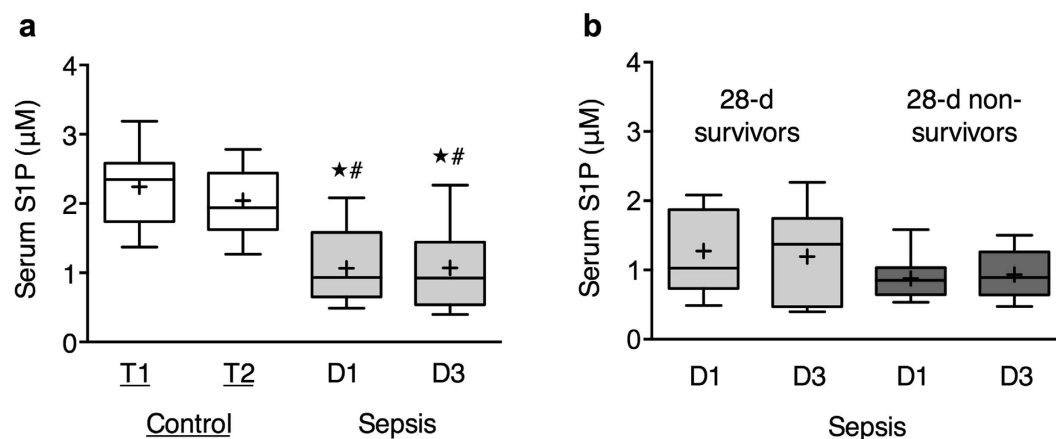 a
Serum S1P (μM)
4
3
2
1
0
★#
★#
T1 T2 D1 D3
Control Sepsis
b
Serum S1P (μM)
4
3
2
1
0
28-d
survivors
28-d non-
survivors
D1 D3 D1 D3
Sepsis